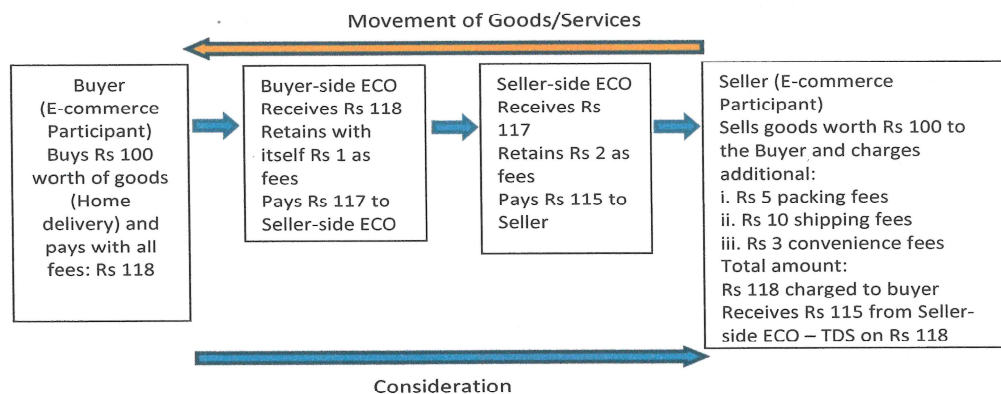 Movement of Goods/Services
Buyer
(E-commerce
Participant)
Buys Rs 100
worth of goods
(Home
delivery) and
pays with all
fees: Rs 118
Buyer-side ECO
Receives Rs 118
Retains with
itself Rs 1 as
fees
Pays Rs 117 to
Seller-side ECO
Seller-side ECO
Receives Rs
117
Retains Rs 2 as
fees
Pays Rs 115 to
Seller
Seller (E-commerce
Participant)
Sells goods worth Rs 100 to
the Buyer and charges
additional:
i. Rs 5 packing fees
ii. Rs 10 shipping fees
iii. Rs 3 convenience fees
Total amount:
Rs 118 charged to buyer
Receives Rs 115 from Seller-
side ECO – TDS on Rs 118
Consideration